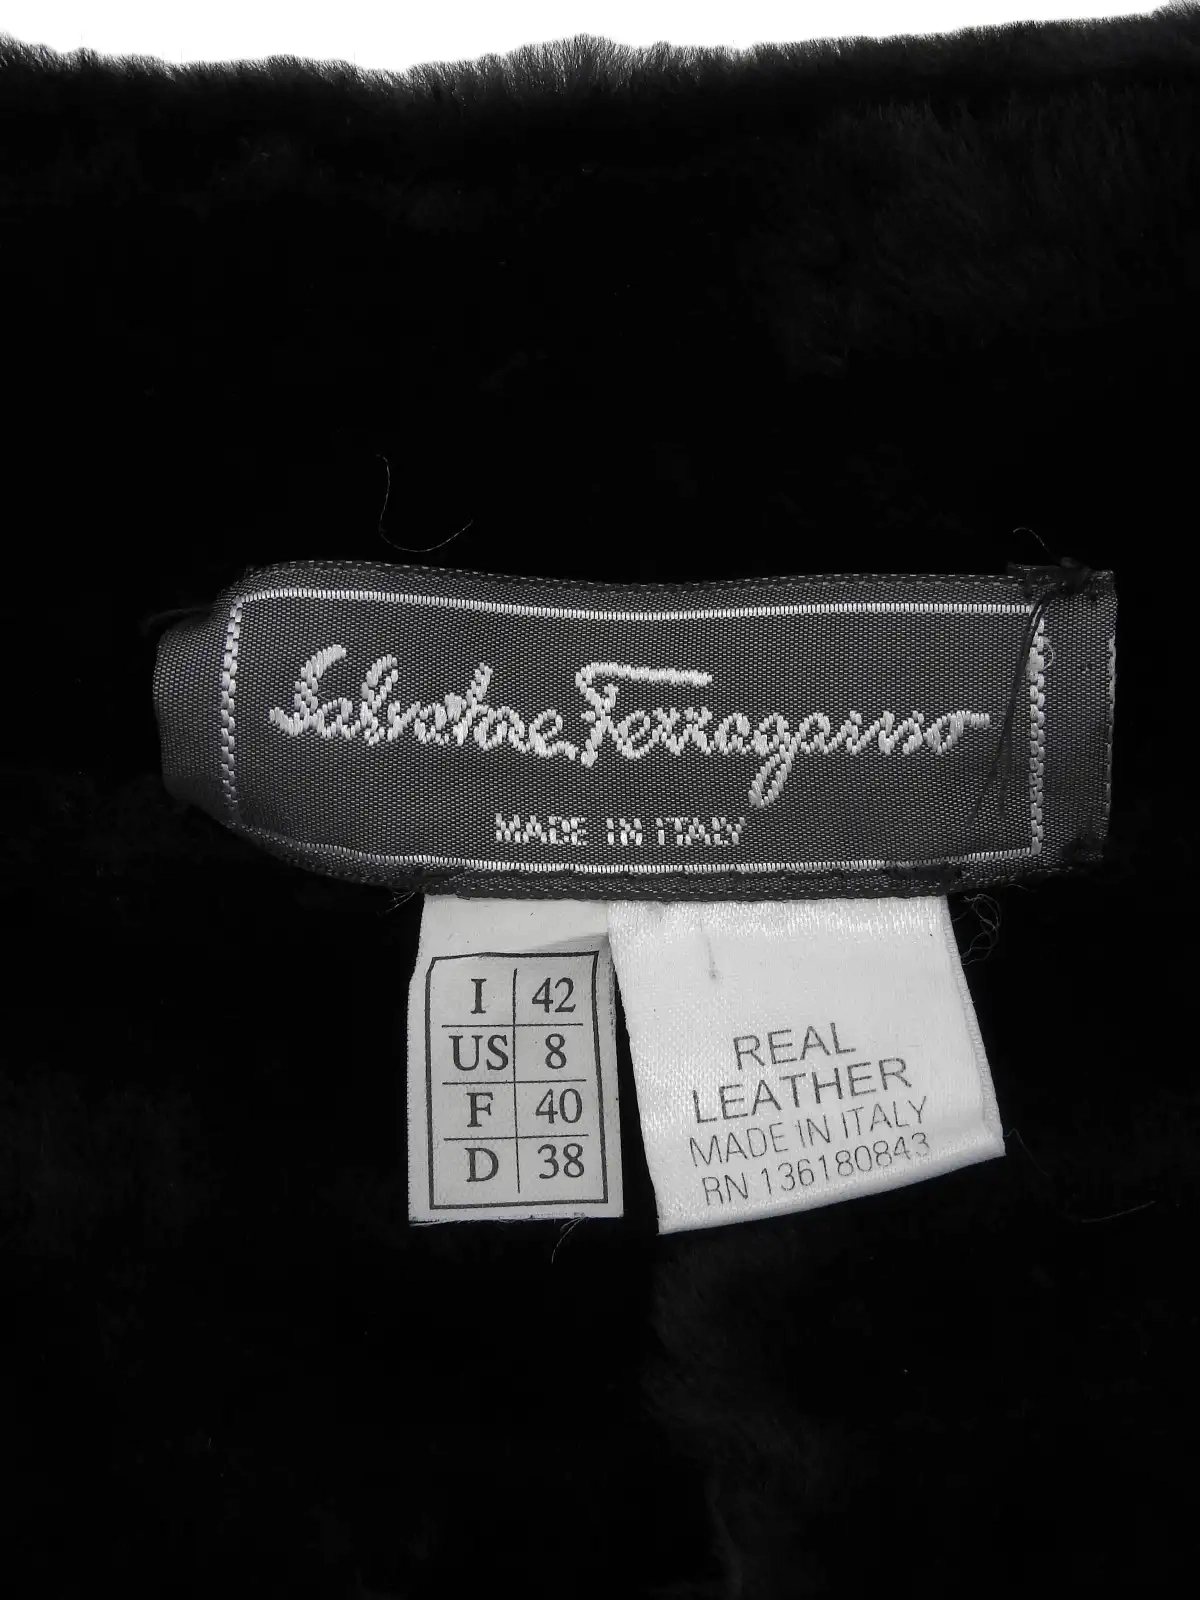 Salvatore Ferragamo
MADE IN ITALY
I 42
US 8
F 40
D 38
REAL
LEATHER
MADE IN ITALY
RN 136180843